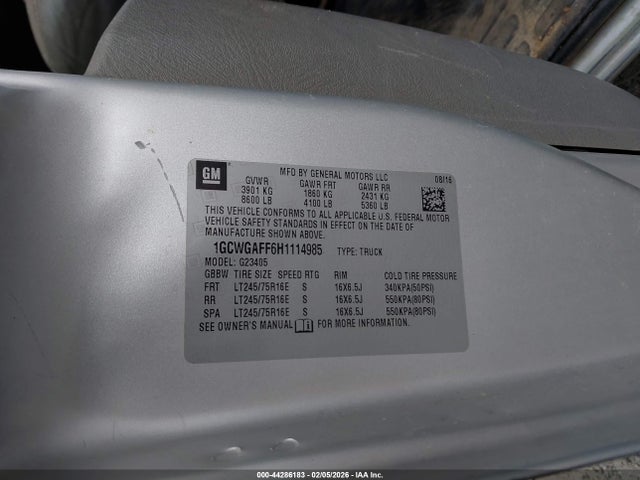 GM
MFD BY GENERAL MOTORS LLC
08/16
GVWR GAWR FRT GAWR RR
3901 KG 1860 KG 2431 KG
8600 LB 4100 LB 5360 LB
THIS VEHICLE CONFORMS TO ALL APPLICABLE U.S. FEDERAL MOTOR
VEHICLE SAFETY STANDARDS IN EFFECT ON THE DATE OF
MANUFACTURE SHOWN ABOVE.
1GCWGAFF6H1114985 TYPE: TRUCK
MODEL: G23405
GBBW TIRE SIZE SPEED RTG RIM COLD TIRE PRESSURE
FRT LT245/75R16E S 16X6.5J 340KPA(50PSI)
RR LT245/75R16E S 16X6.5J 550KPA(80PSI)
SPA LT245/75R16E S 16X6.5J 550KPA(80PSI)
SEE OWNER'S MANUAL FOR MORE INFORMATION.
000-44286183 - 02/05/2026 - IAA Inc.